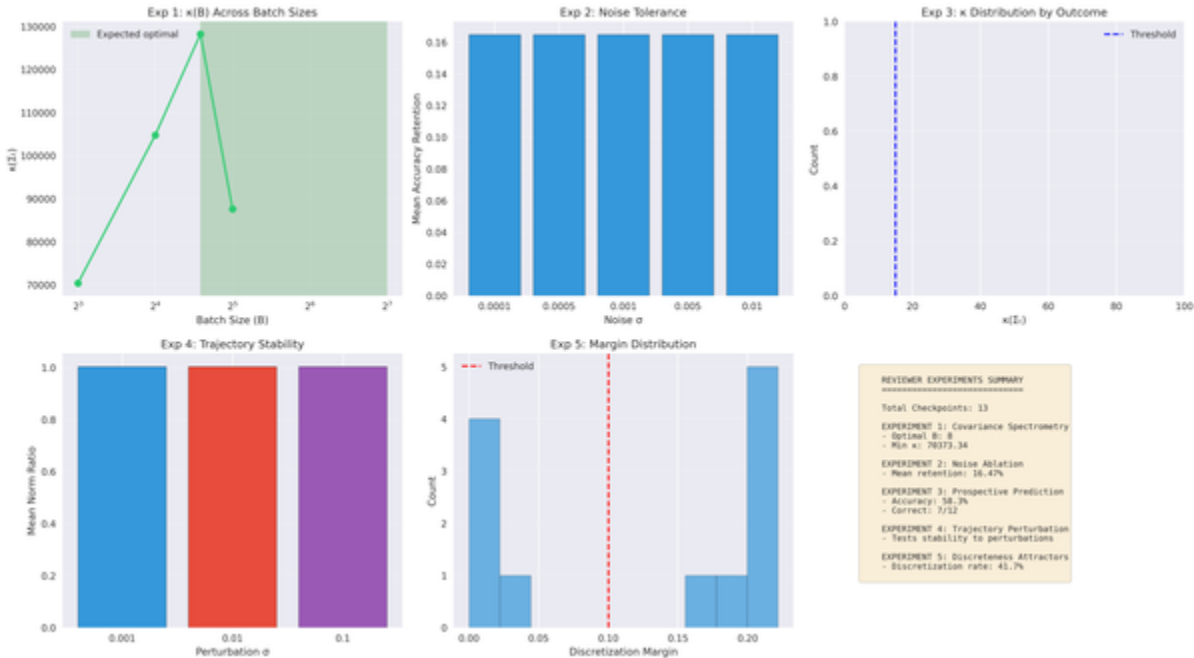 Exp 1: κ(B) Across Batch Sizes
130000
120000
110000
100000
90000
80000
70000
κ(Σₜ)
Expected optimal
2³
2⁴
2⁵
2⁶
2⁷
Batch Size (B)
Exp 2: Noise Tolerance
0.16
0.14
0.12
0.10
0.08
0.06
0.04
0.02
0.00
Mean Accuracy Retention
0.0001
0.0005
0.001
0.005
0.01
Noise σ
Exp 3: κ Distribution by Outcome
1.0
0.8
0.6
0.4
0.2
0.0
Count
Threshold
0
20
40
60
80
100
κ(Σₜ)
Exp 4: Trajectory Stability
1.0
0.8
0.6
0.4
0.2
0.0
Mean Norm Ratio
0.001
0.01
0.1
Perturbation σ
Exp 5: Margin Distribution
5
4
3
2
1
0
Count
Threshold
0.00
0.05
0.10
0.15
0.20
Discretization Margin
REVIEWER EXPERIMENTS SUMMARY
============================
Total Checkpoints: 13
EXPERIMENT 1: Covariance Spectrometry
- Optimal B: 8
- Min κ: 70373.34
EXPERIMENT 2: Noise Ablation
- Mean retention: 16.47%
EXPERIMENT 3: Prospective Prediction
- Accuracy: 58.3%
- Correct: 7/12
EXPERIMENT 4: Trajectory Perturbation
- Tests stability to perturbations
EXPERIMENT 5: Discreteness Attractors
- Discretization rate: 41.7%